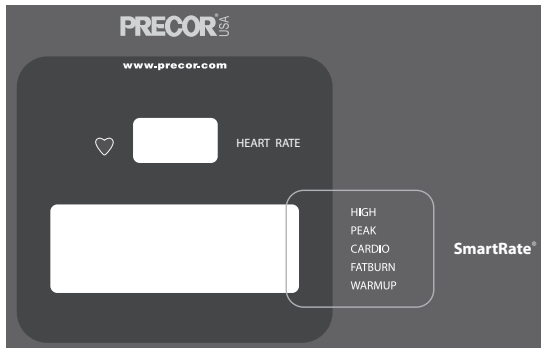 PRECOR® USA
www.precor.com
HEART RATE
HIGH
PEAK
CARDIO
FATBURN
WARMUP
SmartRate®